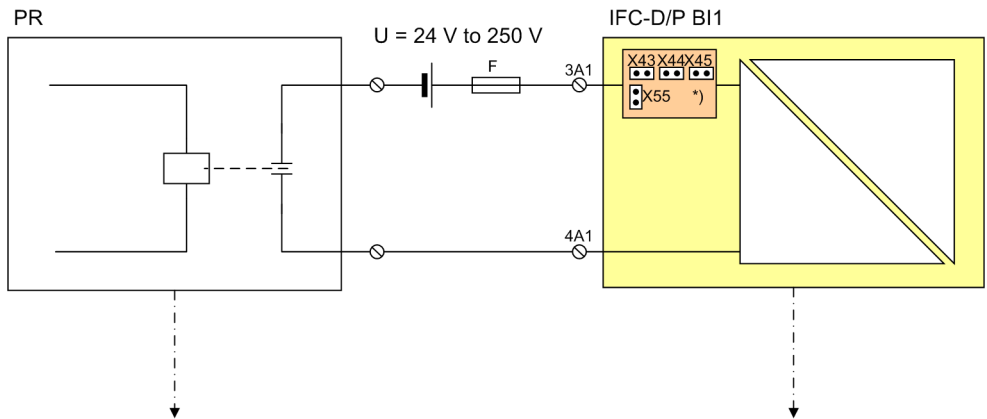 PR
IFC-D/P BI1
U = 24 V to 250 V
F
3A1
X43 X44 X45
X55 *)
4A1